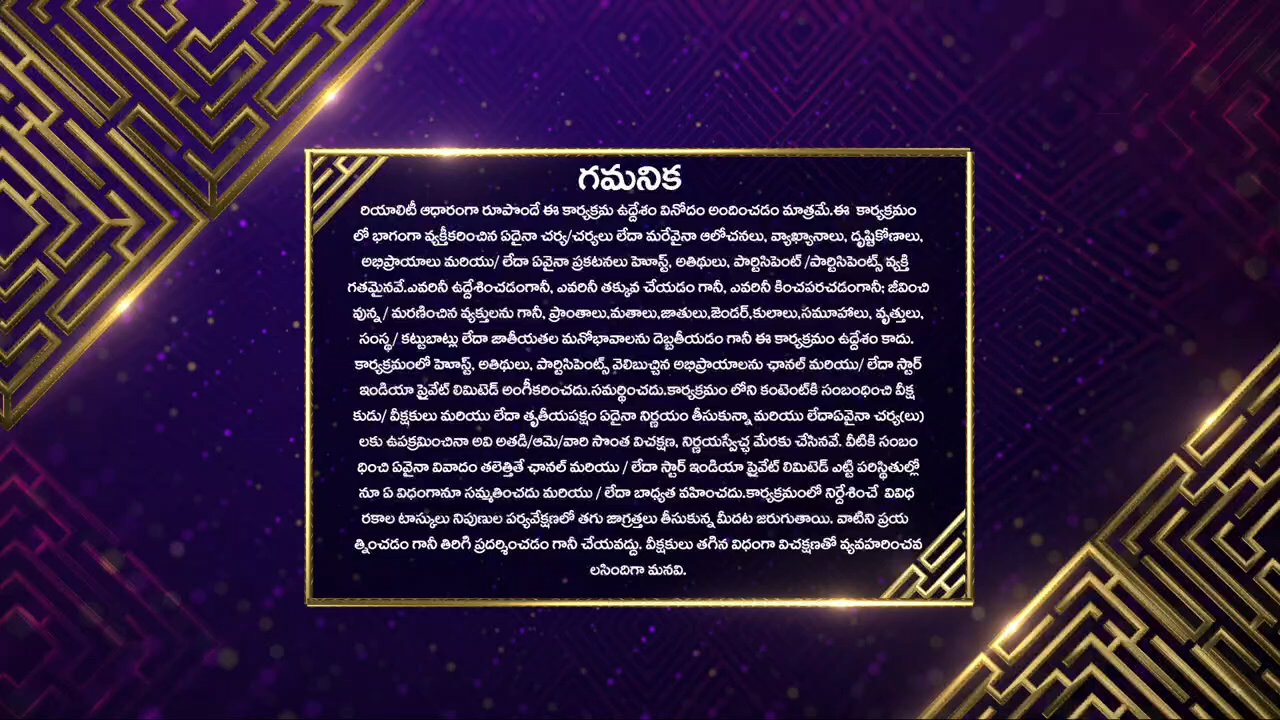 గమనిక
రియాలిటీ ఆధారంగా రూపొందే ఈ కార్యక్రమ ఉద్దేశం వినోదం అందించడం మాత్రమే.ఈ  కార్యక్రమం
లో భాగంగా వ్యక్తీకరించిన ఏదైనా చర్య/చర్యలు లేదా మరేవైనా ఆలోచనలు, వ్యాఖ్యానాలు, దృష్టికోణాలు,
అభిప్రాయాలు మరియు/ లేదా ఏవైనా ప్రకటనలు హెూస్ట్, అతిథులు, పార్టిసిపెంట్ /పార్టిసిపెంట్స్ వ్యక్తి
గతమైనవే.ఎవరినీ ఉద్దేశించడంగానీ, ఎవరినీ తక్కువ చేయడం గానీ, ఎవరినీ కించపరచడంగానీ; జీవించి
వున్న / మరణించిన వ్యక్తులను గానీ, ప్రాంతాలు,మతాలు,జాతులు,జెండర్,కులాలు,సమూహాలు, వృత్తులు,
సంస్థ/ కట్టుబాట్లు లేదా జాతీయతల మనోభావాలను దెబ్బతీయడం గానీ ఈ కార్యక్రమం ఉద్దేశం కాదు.
కార్యక్రమంలో హెూస్ట్, అతిథులు, పార్టిసిపెంట్స్ వెలిబుచ్చిన అభిప్రాయాలను ఛానల్ మరియు/ లేదా స్టార్
ఇండియా ప్రైవేట్ లిమిటెడ్ అంగీకరించదు.సమర్థించదు.కార్యక్రమం లోని కంటెంట్‌కి సంబంధించి వీక్ష
కుడు/ వీక్షకులు మరియు లేదా తృతీయపక్షం ఏదైనా నిర్ణయం తీసుకున్నా మరియు లేదాఏవైనా చర్య(లు)
లకు ఉపక్రమించినా అవి అతడి/ఆమె/వారి సొంత విచక్షణ, నిర్ణయస్వేచ్ఛ మేరకు చేసినవే. వీటికి సంబం
ధించి ఏవైనా వివాదం తలెత్తితే ఛానల్ మరియు / లేదా స్టార్ ఇండియా ప్రైవేట్ లిమిటెడ్ ఎట్టి పరిస్థితుల్లో
నూ ఏ విధంగానూ సమ్మతించడు మరియు / లేదా బాధ్యత వహించదు.కార్యక్రమంలో నిర్దేశించే  వివిధ
రకాల టాస్కులు నిపుణుల పర్యవేక్షణలో తగు జాగ్రత్తలు తీసుకున్న మీదట జరుగుతాయి. వాటిని ప్రయ
త్నించడం గానీ తిరిగి ప్రదర్శించడం గానీ చేయవద్దు. వీక్షకులు తగిన విధంగా విచక్షణతో వ్యవహరించవ
లసిందిగా మనవి.